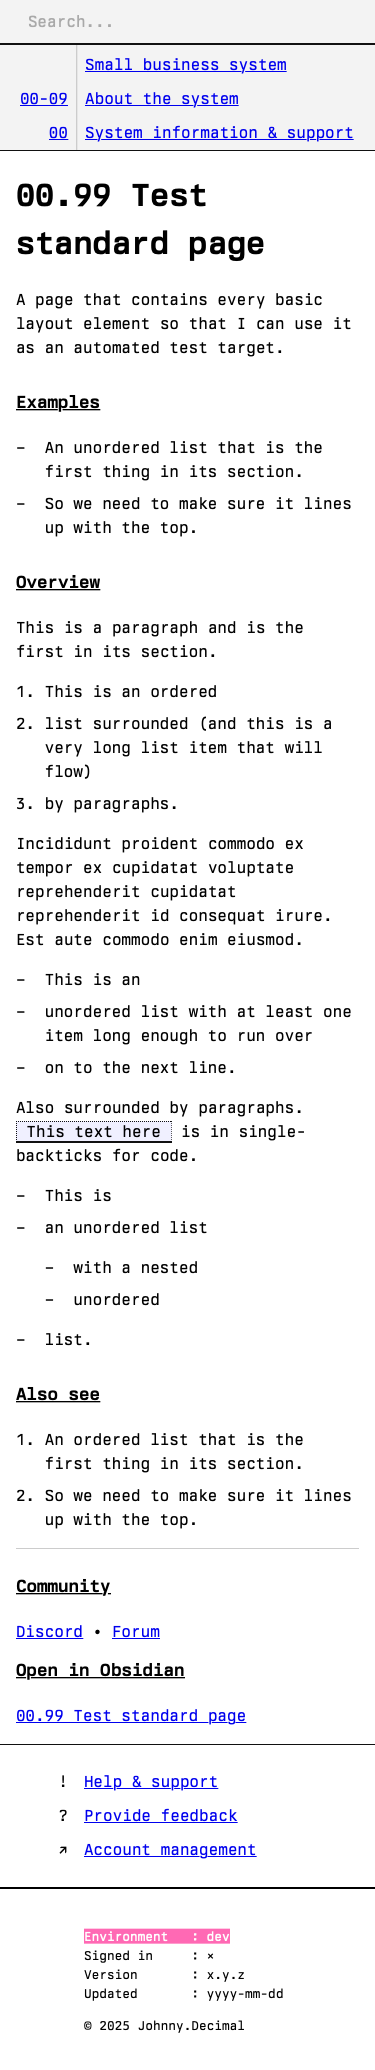 Search...
Small business system
00-09 About the system
00 System information & support
00.99 Test
standard page
A page that contains every basic
layout element so that I can use it
as an automated test target.
Examples
– An unordered list that is the
first thing in its section.
– So we need to make sure it lines
up with the top.
Overview
This is a paragraph and is the
first in its section.
1. This is an ordered
2. list surrounded (and this is a
very long list item that will
flow)
3. by paragraphs.
Incididunt proident commodo ex
tempor ex cupidatat voluptate
reprehenderit cupidatat
reprehenderit id consequat irure.
Est aute commodo enim eiusmod.
– This is an
– unordered list with at least one
item long enough to run over
– on to the next line.
Also surrounded by paragraphs.
This text here is in single-
backticks for code.
– This is
– an unordered list
– with a nested
– unordered
– list.
Also see
1. An ordered list that is the
first thing in its section.
2. So we need to make sure it lines
up with the top.
Community
Discord • Forum
Open in Obsidian
00.99 Test standard page
! Help & support
? Provide feedback
↗ Account management
Environment : dev
Signed in : ×
Version : x.y.z
Updated : yyyy-mm-dd
© 2025 Johnny.Decimal